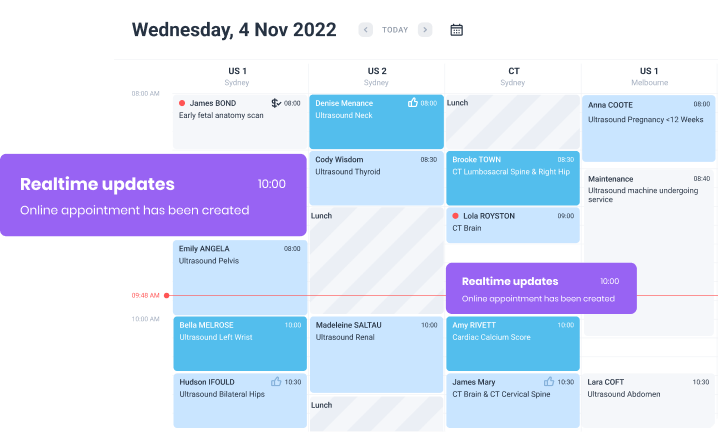 Wednesday, 4 Nov 2022
TODAY
US 1
Sydney
US 2
Sydney
CT
Sydney
US 1
Melbourne
08:00 AM
James BOND 08:00
Early fetal anatomy scan
Denise Menance 08:00
Ultrasound Neck
Lunch
Anna COOTE 08:00
Ultrasound Pregnancy <12 Weeks
Realtime updates 10:00
Online appointment has been created
Cody Wisdom 08:30
Ultrasound Thyroid
Brooke TOWN 08:30
CT Lumbosacral Spine & Right Hip
Maintenance 08:40
Ultrasound machine undergoing
service
Lunch
Lola ROYSTON 09:00
CT Brain
Emily ANGELA 08:00
Ultrasound Pelvis
Realtime updates 10:00
Online appointment has been created
09:48 AM
10:00 AM
Bella MELROSE 10:00
Ultrasound Left Wrist
Madeleine SALTAU 10:00
Ultrasound Renal
Amy RIVETT 10:00
Cardiac Calcium Score
Hudson IFOULD 10:30
Ultrasound Bilateral Hips
James Mary 10:30
CT Brain & CT Cervical Spine
Lara COFT 10:30
Ultrasound Abdomen
Lunch